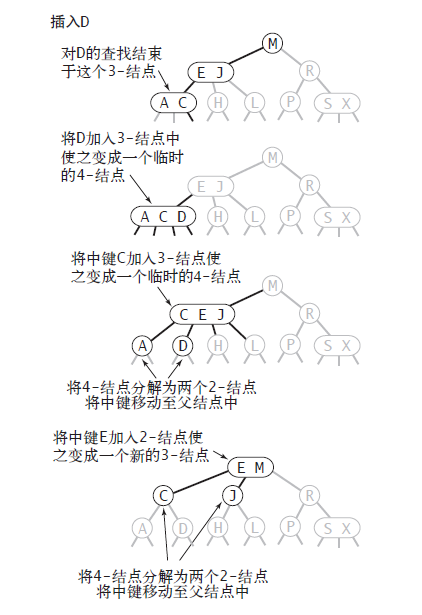 插入D
对D的查找结束
于这个3-结点
M
E J
R
A C
H
L
P
S X
将D加入3-结点中
使之变成一个临时
的4-结点
M
E J
R
A C D
H
L
P
S X
将中键C加入3-结点使
之变成一个临时的4-结点
M
C E J
R
A
D
H
L
P
S X
将4-结点分解为两个2-结点
将中键移动至父结点中
将中键E加入2-结点使
之变成一个新的3-结点
E M
C
J
R
A
D
H
L
P
S X
将4-结点分解为两个2-结点
将中键移动至父结点中